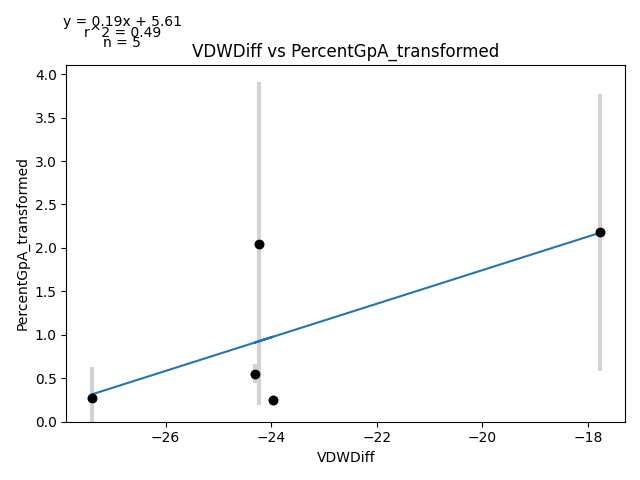 y = 0.19x + 5.61
r^2 = 0.49
n = 5
VDWDiff vs PercentGpA_transformed
4.0
3.5
3.0
2.5
2.0
1.5
1.0
0.5
0.0
PercentGpA_transformed
−26 −24 −22 −20 −18
VDWDiff